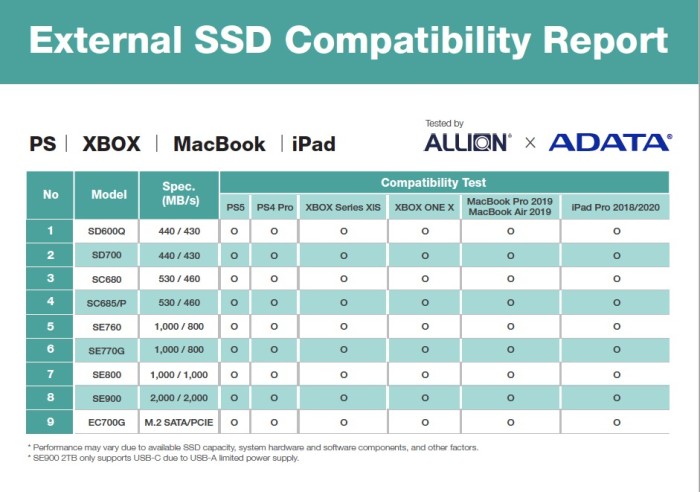 External SSD Compatibility Report
Tested by
PS | XBOX | MacBook | iPad
ALLION® × ADATA®
No Model Spec. (MB/s) Compatibility Test
PS5 PS4 Pro XBOX Series XIS XBOX ONE X MacBook Pro 2019 MacBook Air 2019 iPad Pro 2018/2020
1 SD600Q 440 / 430 O O O O O O
2 SD700 440 / 430 O O O O O O
3 SC680 530 / 460 O O O O O O
4 SC685/P 530 / 460 O O O O O O
5 SE760 1,000 / 800 O O O O O O
6 SE770G 1,000 / 800 O O O O O O
7 SE800 1,000 / 1,000 O O O O O O
8 SE900 2,000 / 2,000 O O O O O O
9 EC700G M.2 SATA/PCIE O O O O O O
* Performance may vary due to available SSD capacity, system hardware and software components, and other factors.
* SE900 2TB only supports USB-C due to USB-A limited power supply.